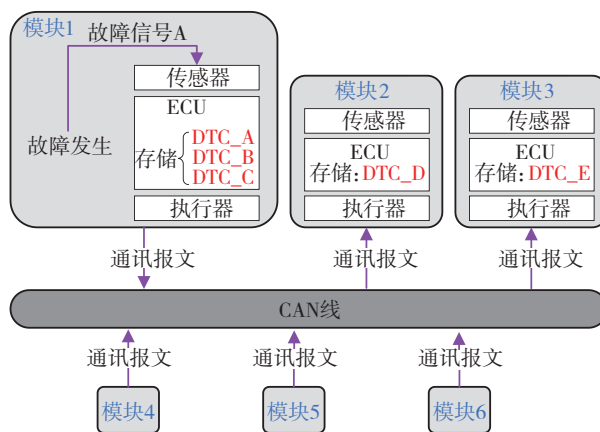 模块1
故障信号A
传感器
ECU
故障发生
存储
DTC_A
DTC_B
DTC_C
执行器
模块2
传感器
ECU
存储:DTC_D
执行器
模块3
传感器
ECU
存储:DTC_E
执行器
通讯报文
通讯报文
通讯报文
CAN线
通讯报文
通讯报文
通讯报文
模块4
模块5
模块6